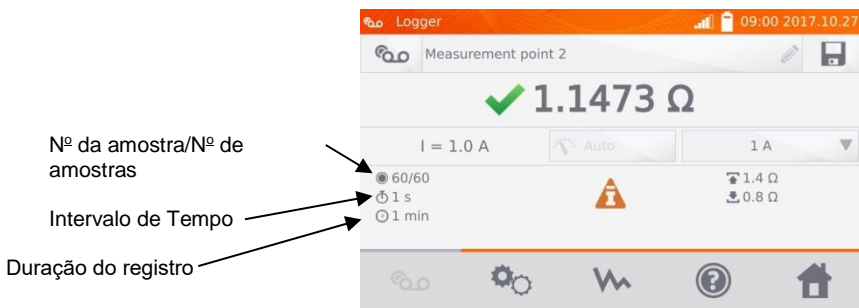 Logger
09:00 2017.10.27
Measurement point 2
1.1473 Ω
I = 1.0 A
Auto
1 A
Nº da amostra/Nº de
amostras
60/60
1.4 Ω
Intervalo de Tempo
1 s
0.8 Ω
Duração do registro
1 min